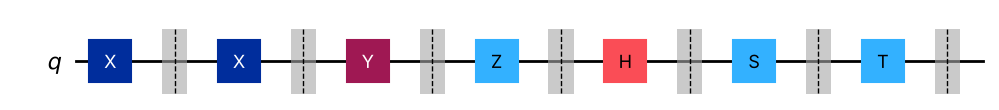 q X X Y Z H S T